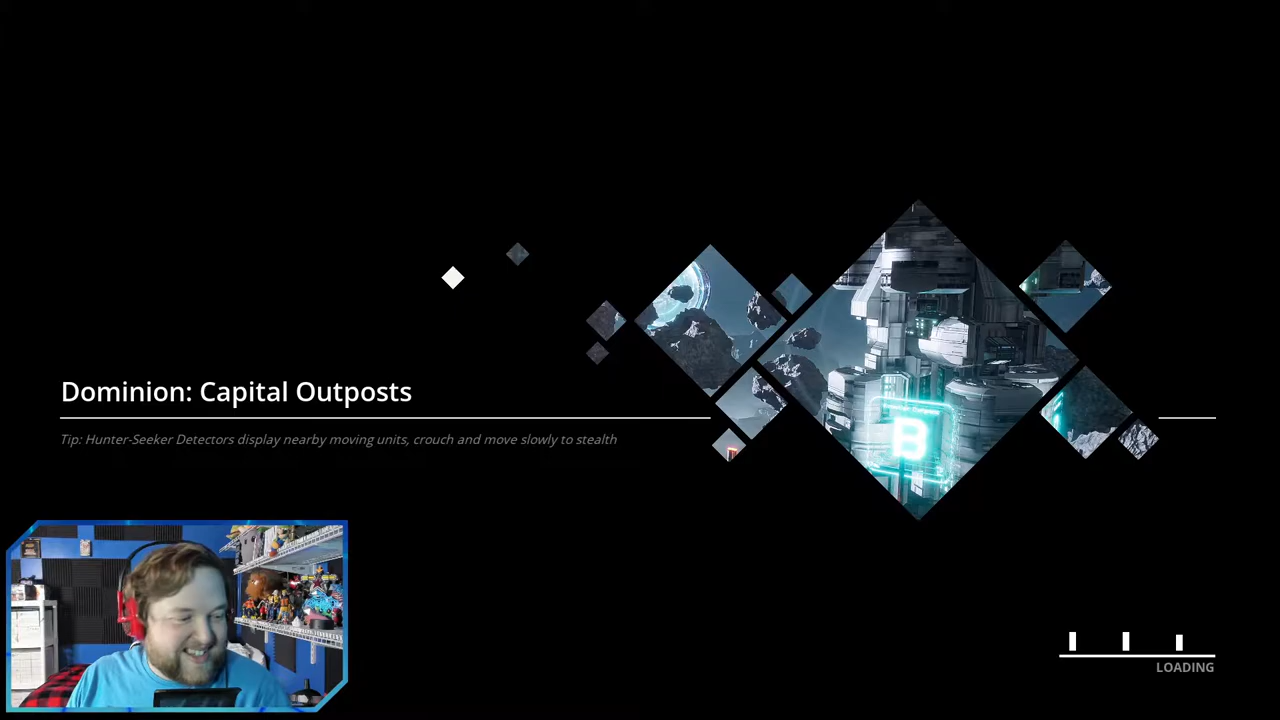 Dominion: Capital Outposts
Tip: Hunter-Seeker Detectors display nearby moving units, crouch and move slowly to stealth
B
LOADING